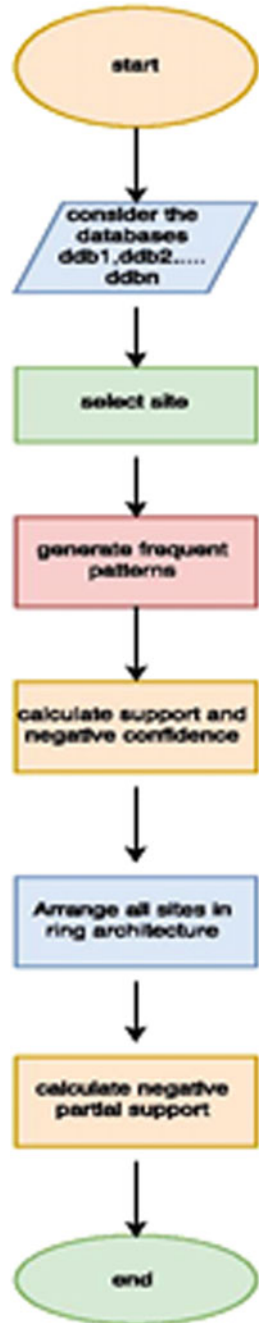 start
consider the
databases
ddb1,ddb2.....
ddbn
select site
generate frequent
patterns
calculate support and
negative confidence
Arrange all sites in
ring architecture
calculate negative
partial support
end